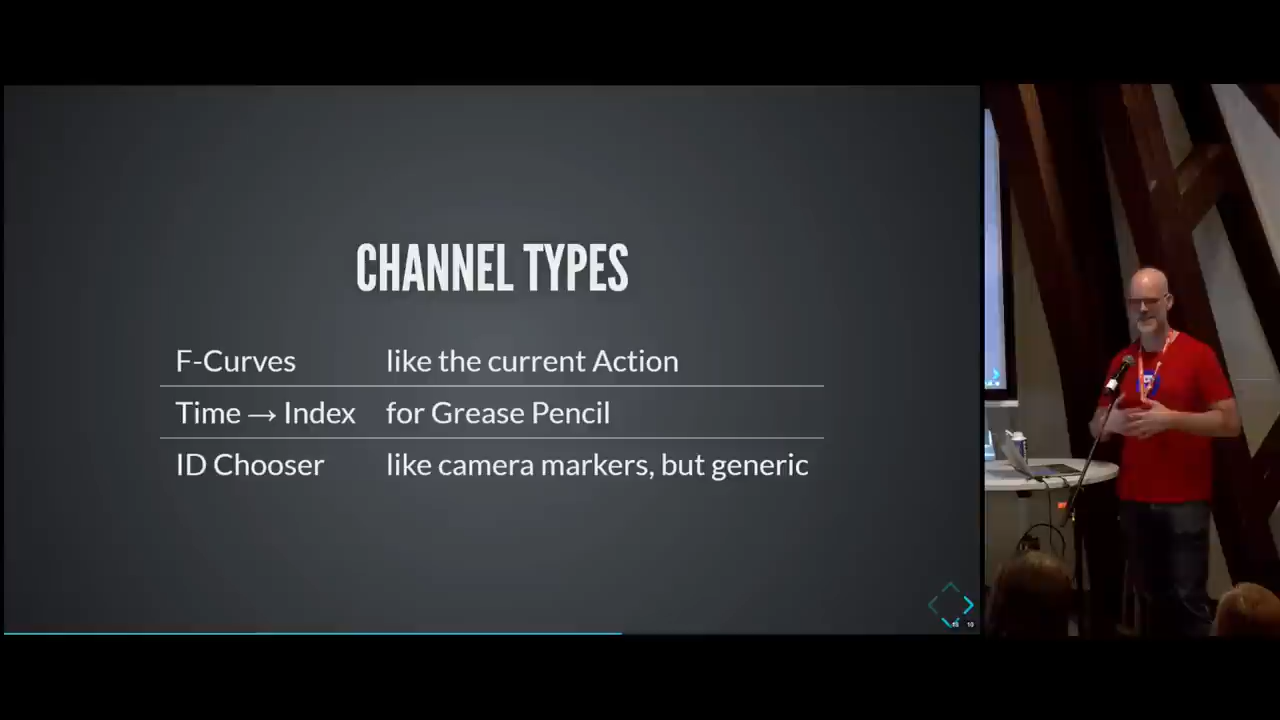 CHANNEL TYPES
F-Curves like the current Action
Time → Index for Grease Pencil
ID Chooser like camera markers, but generic